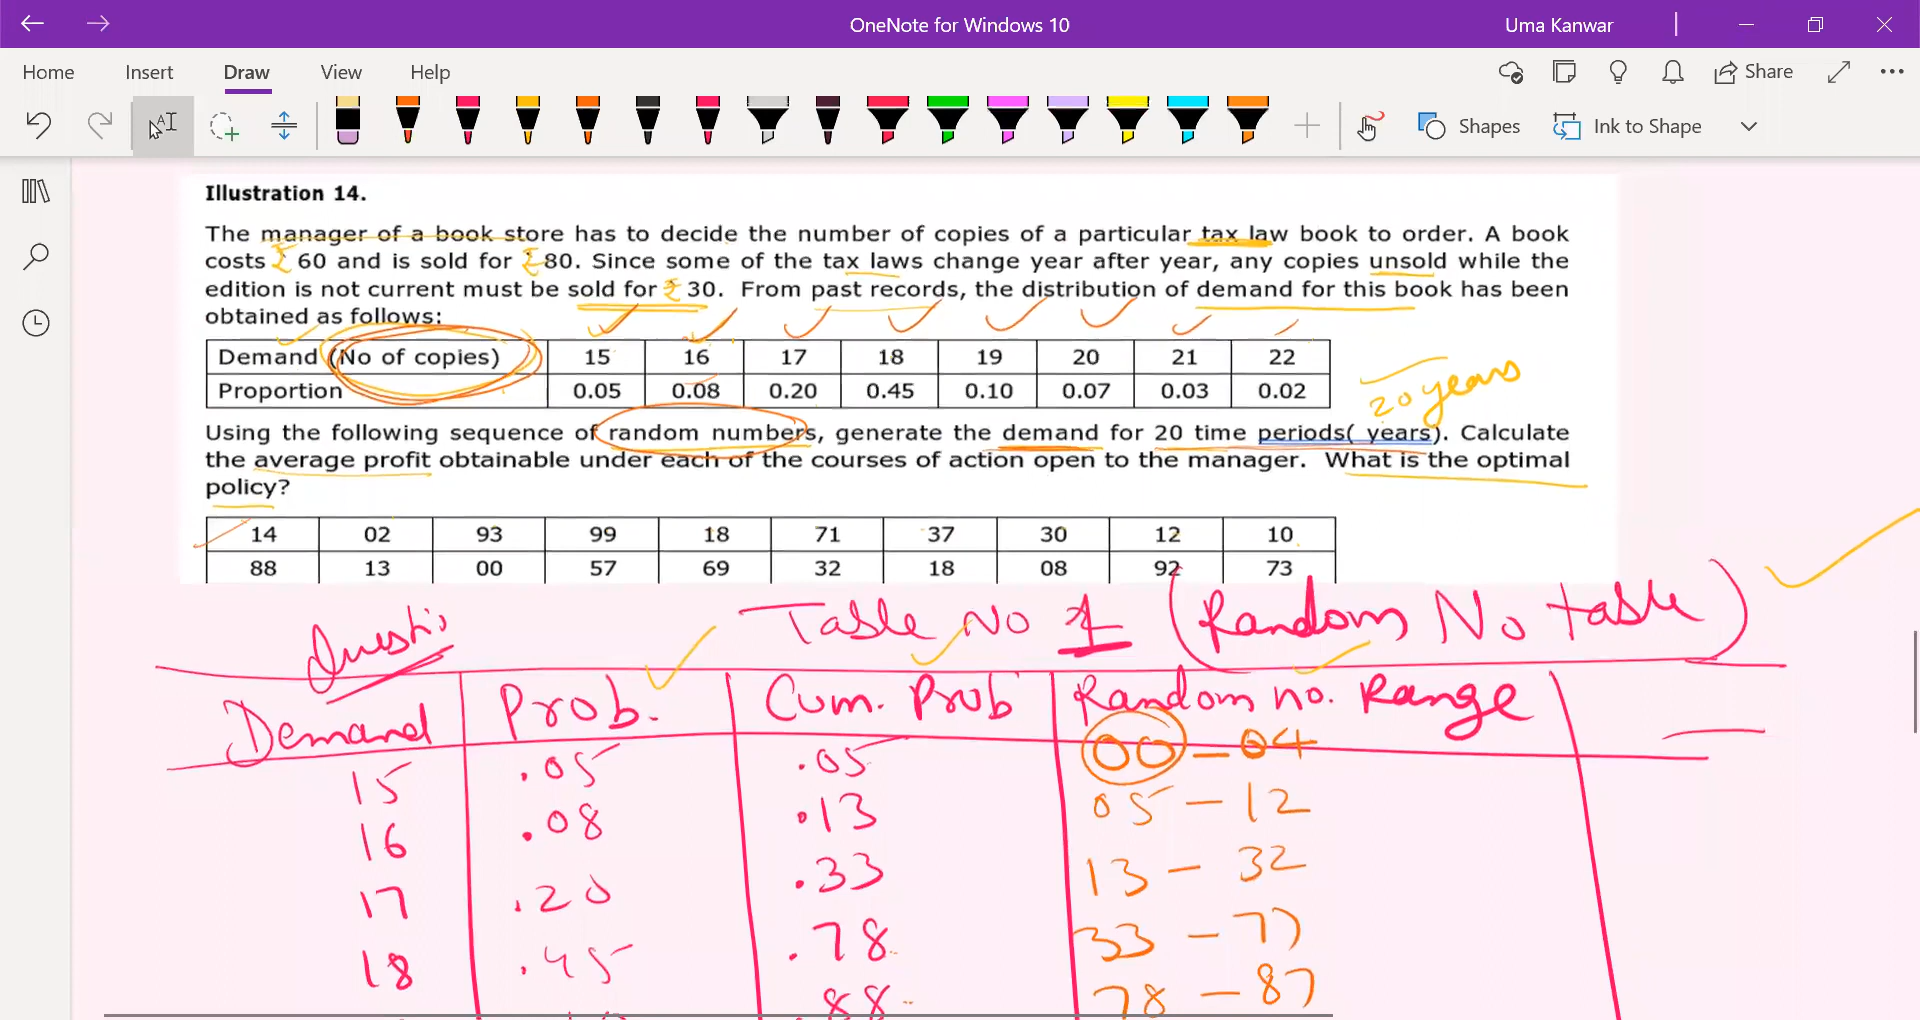 OneNote for Windows 10
Uma Kanwar
Home Insert Draw View Help
Share
Shapes Ink to Shape
Illustration 14.
The manager of a book store has to decide the number of copies of a particular tax law book to order. A book
costs ₹ 60 and is sold for ₹ 80. Since some of the tax laws change year after year, any copies unsold while the
edition is not current must be sold for ₹ 30. From past records, the distribution of demand for this book has been
obtained as follows:
Demand (No of copies) 15 16 17 18 19 20 21 22
Proportion 0.05 0.08 0.20 0.45 0.10 0.07 0.03 0.02
20 years
Using the following sequence of random numbers, generate the demand for 20 time periods( years). Calculate
the average profit obtainable under each of the courses of action open to the manager. What is the optimal
policy?
14 02 93 99 18 71 37 30 12 10
88 13 00 57 69 32 18 08 92 73
Questi
Table No 1 (Random No table)
Demand Prob. Cum. Prob Random no. Range
15 .05 .05 00 - 04
16 .08 .13 05 - 12
17 .20 .33 13 - 32
18 .45 .78 33 - 77
.88 78 - 87